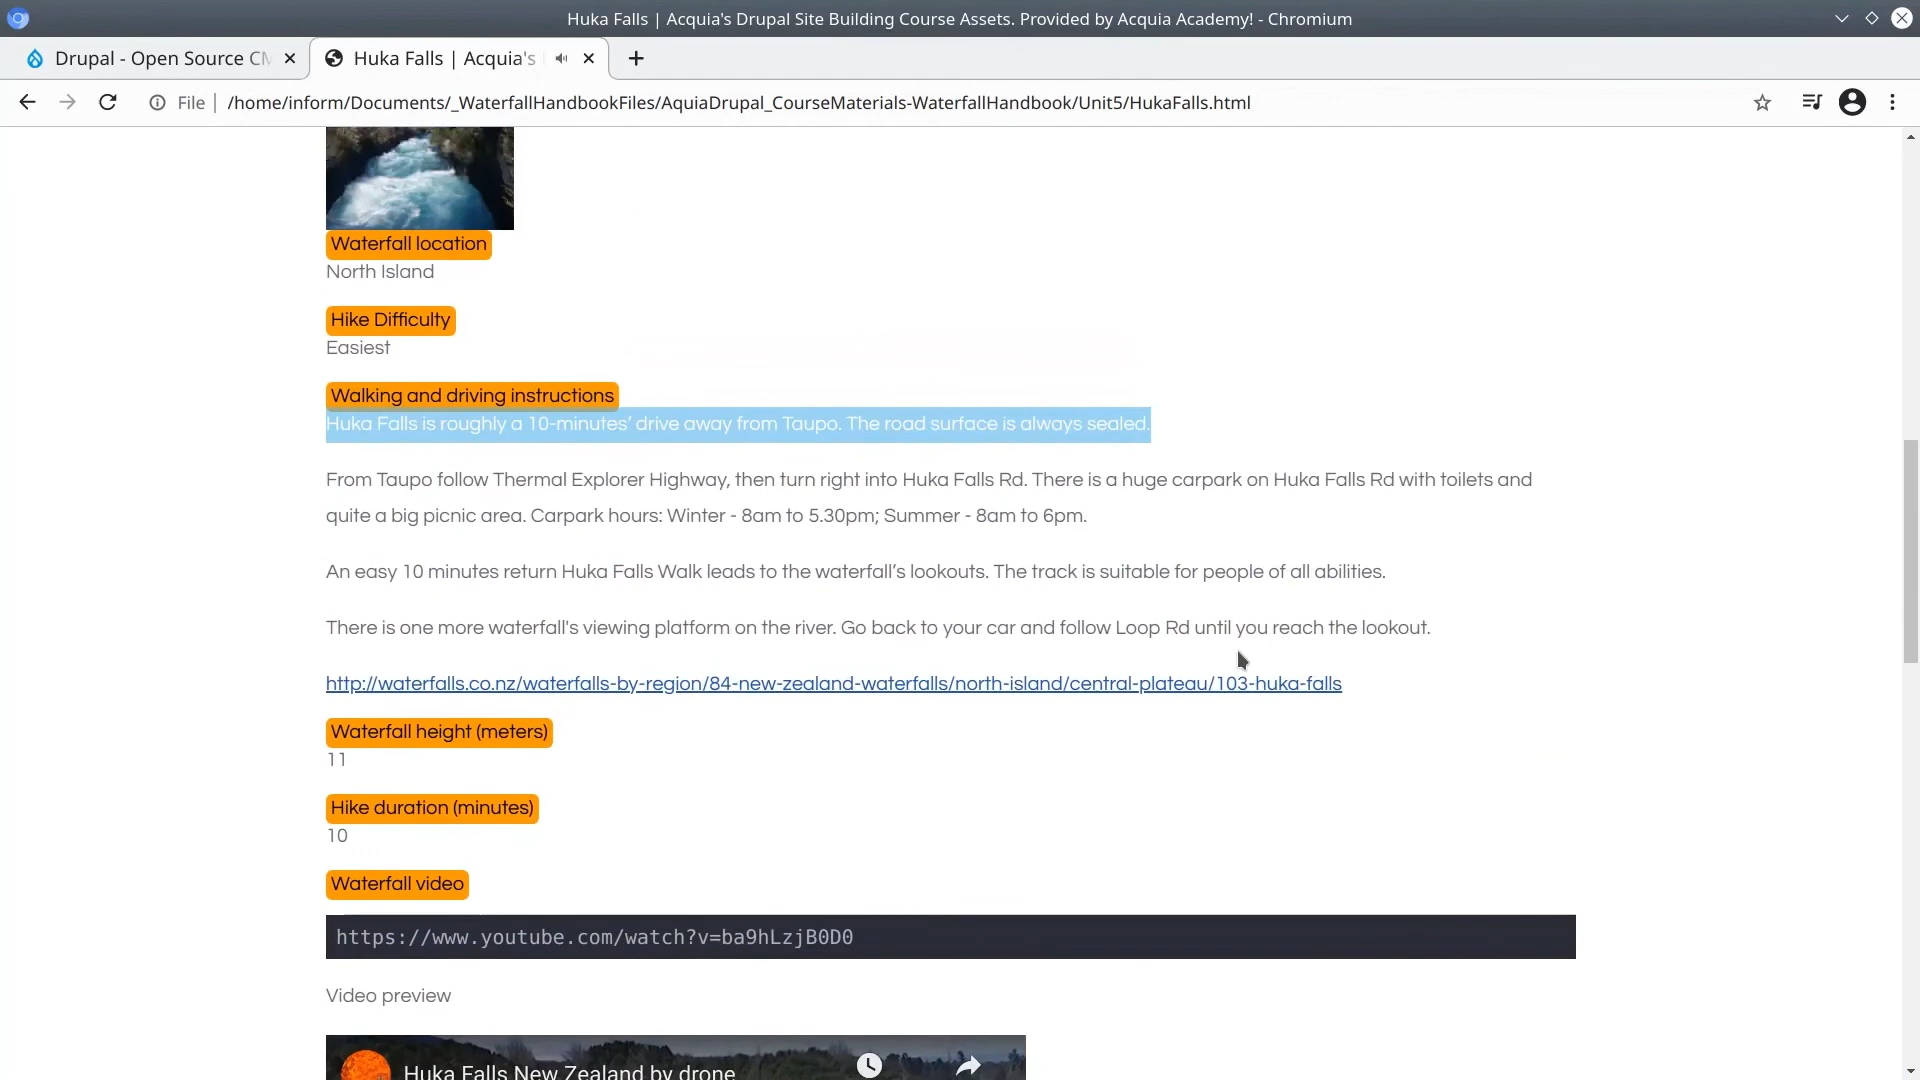 Huka Falls | Acquia's Drupal Site Building Course Assets. Provided by Acquia Academy! - Chromium
Drupal - Open Source CM
Huka Falls | Acquia's
File | /home/inform/Documents/_WaterfallHandbookFiles/AquiaDrupal_CourseMaterials-WaterfallHandbook/Unit5/HukaFalls.html
Waterfall location
North Island
Hike Difficulty
Easiest
Walking and driving instructions
Huka Falls is roughly a 10-minutes’ drive away from Taupo. The road surface is always sealed.
From Taupo follow Thermal Explorer Highway, then turn right into Huka Falls Rd. There is a huge carpark on Huka Falls Rd with toilets and
quite a big picnic area. Carpark hours: Winter - 8am to 5.30pm; Summer - 8am to 6pm.
An easy 10 minutes return Huka Falls Walk leads to the waterfall’s lookouts. The track is suitable for people of all abilities.
There is one more waterfall's viewing platform on the river. Go back to your car and follow Loop Rd until you reach the lookout.
http://waterfalls.co.nz/waterfalls-by-region/84-new-zealand-waterfalls/north-island/central-plateau/103-huka-falls
Waterfall height (meters)
11
Hike duration (minutes)
10
Waterfall video
https://www.youtube.com/watch?v=ba9hLzjB0D0
Video preview
Huka Falls New Zealand by drone